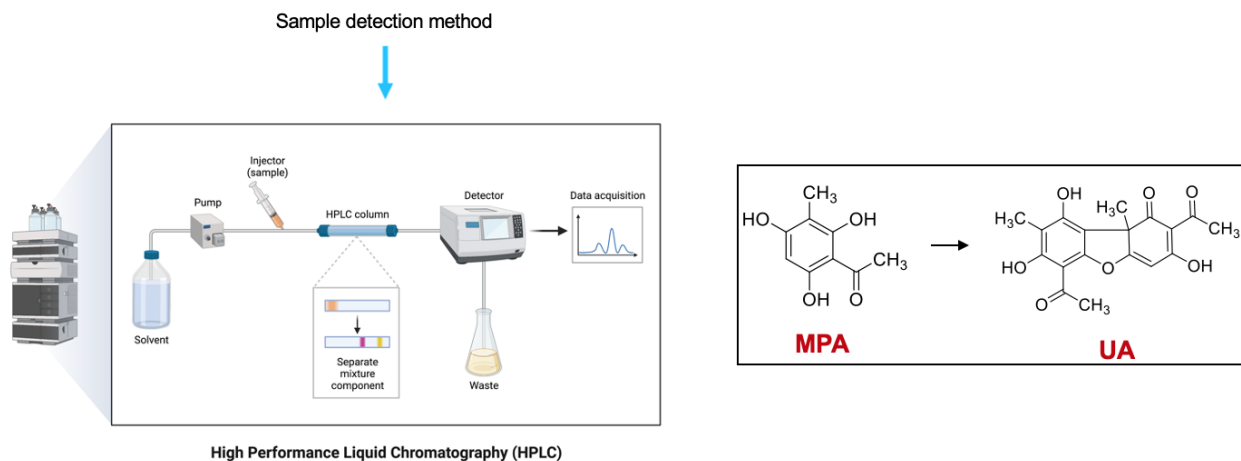 Sample detection method
Injector
(sample)
Pump
HPLC column
Detector
Data acquisition
Solvent
Separate
mixture
component
Waste
High Performance Liquid Chromatography (HPLC)
CH3
HO
OH
CH3
OH
O
MPA
OH
H3C
O
O
H3C
CH3
HO
O
OH
O
CH3
UA